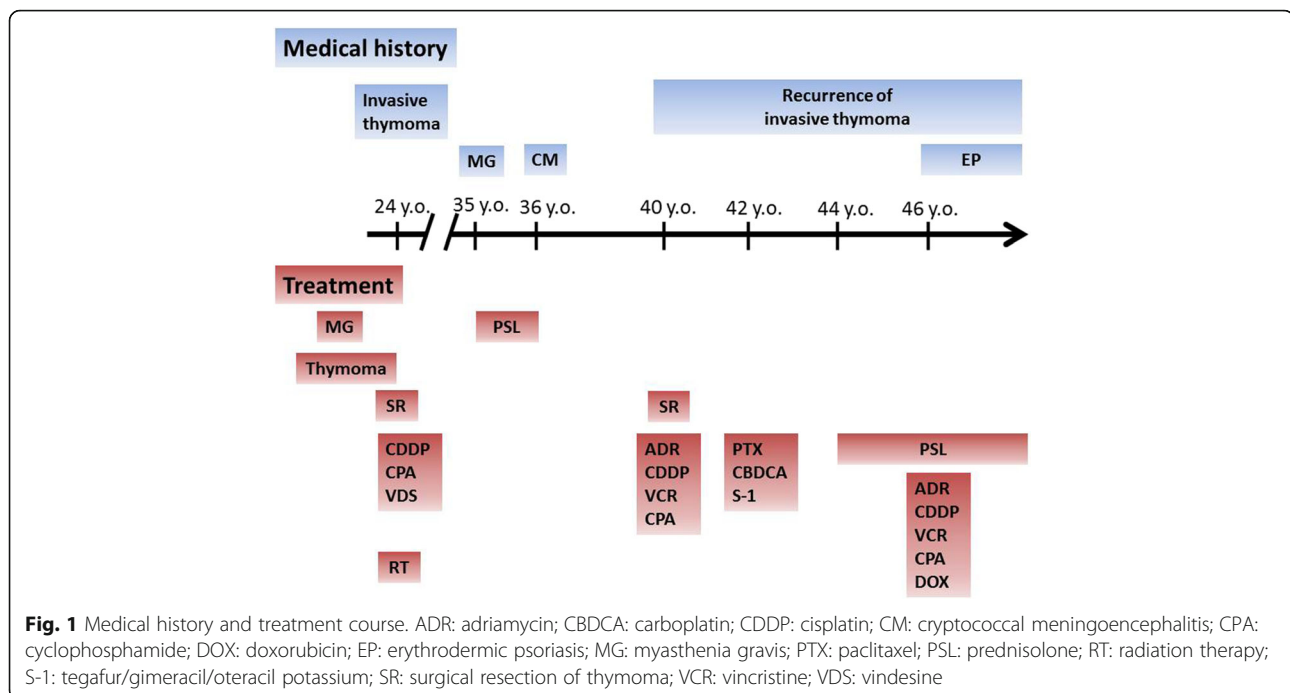 Medical history
Invasive
thymoma
Recurrence of
invasive thymoma
MG
CM
EP
24 y.o.
35 y.o.
36 y.o.
40 y.o.
42 y.o.
44 y.o.
46 y.o.
Treatment
MG
PSL
Thymoma
SR
SR
CDDP
CPA
VDS
ADR
CDDP
VCR
CPA
PTX
CBDCA
S-1
PSL
ADR
CDDP
VCR
CPA
DOX
RT
Fig. 1 Medical history and treatment course. ADR: adriamycin; CBDCA: carboplatin; CDDP: cisplatin; CM: cryptococcal meningoencephalitis; CPA:
cyclophosphamide; DOX: doxorubicin; EP: erythrodermic psoriasis; MG: myasthenia gravis; PTX: paclitaxel; PSL: prednisolone; RT: radiation therapy;
S-1: tegafur/gimeracil/oteracil potassium; SR: surgical resection of thymoma; VCR: vincristine; VDS: vindesine